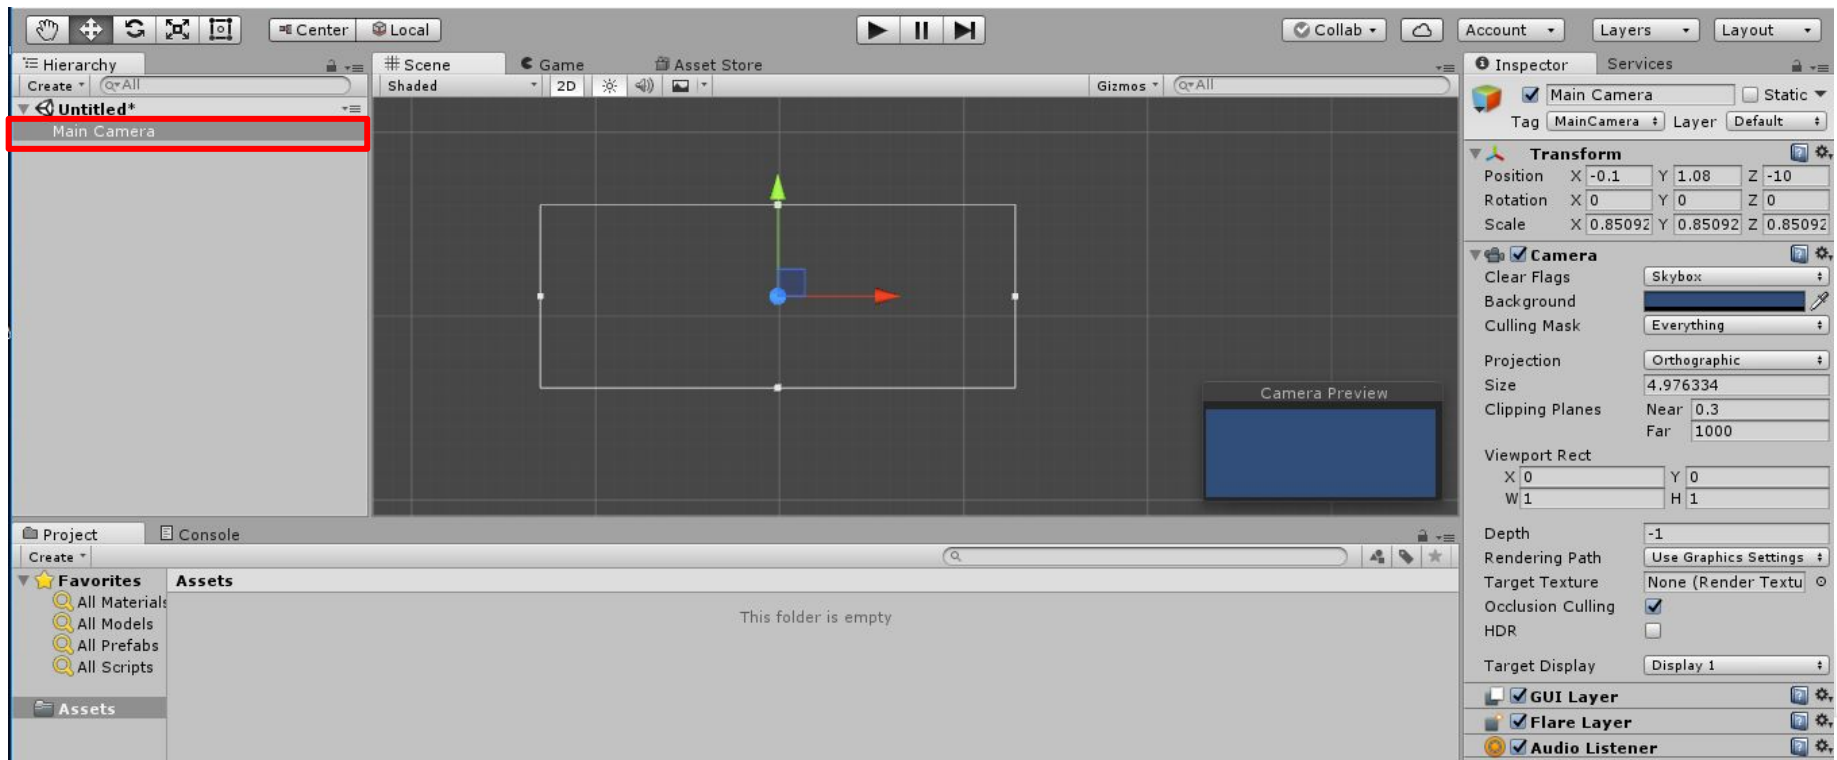 Center Local Collab Account Layers Layout
Hierarchy
Create All
Untitled*
Main Camera
Scene Game Asset Store
Shaded 2D Gizmos All
Camera Preview
Inspector Services
Main Camera Static
Tag MainCamera Layer Default
Transform
Position X -0.1 Y 1.08 Z -10
Rotation X 0 Y 0 Z 0
Scale X 0.85092 Y 0.85092 Z 0.85092
Camera
Clear Flags Skybox
Background
Culling Mask Everything
Projection Orthographic
Size 4.976334
Clipping Planes Near 0.3
Far 1000
Viewport Rect
X 0 Y 0
W 1 H 1
Depth -1
Rendering Path Use Graphics Settings
Target Texture None (Render Textu
Occlusion Culling
HDR
Target Display Display 1
GUI Layer
Flare Layer
Audio Listener
Project Console
Create
Favorites
All Materials
All Models
All Prefabs
All Scripts
Assets
Assets
This folder is empty